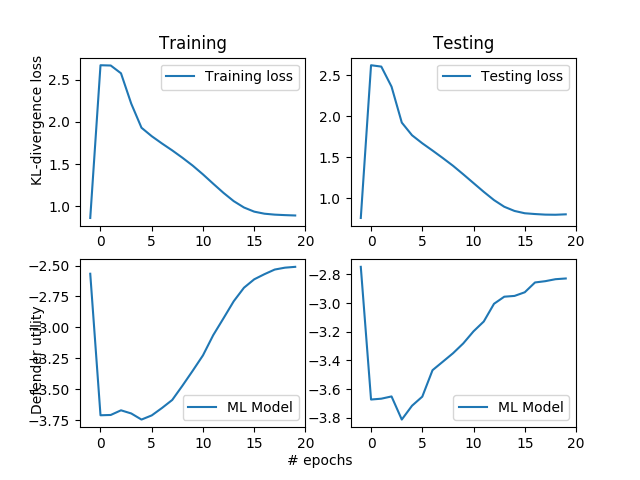 Training
Testing
KL-divergence loss
2.5
2.0
1.5
1.0
Training loss
0 5 10 15 20
2.5
2.0
1.5
1.0
Testing loss
0 5 10 15 20
Defender utility
−2.50
−2.75
−3.00
−3.25
−3.50
−3.75
ML Model
0 5 10 15 20
−2.8
−3.0
−3.2
−3.4
−3.6
−3.8
ML Model
0 5 10 15 20
# epochs